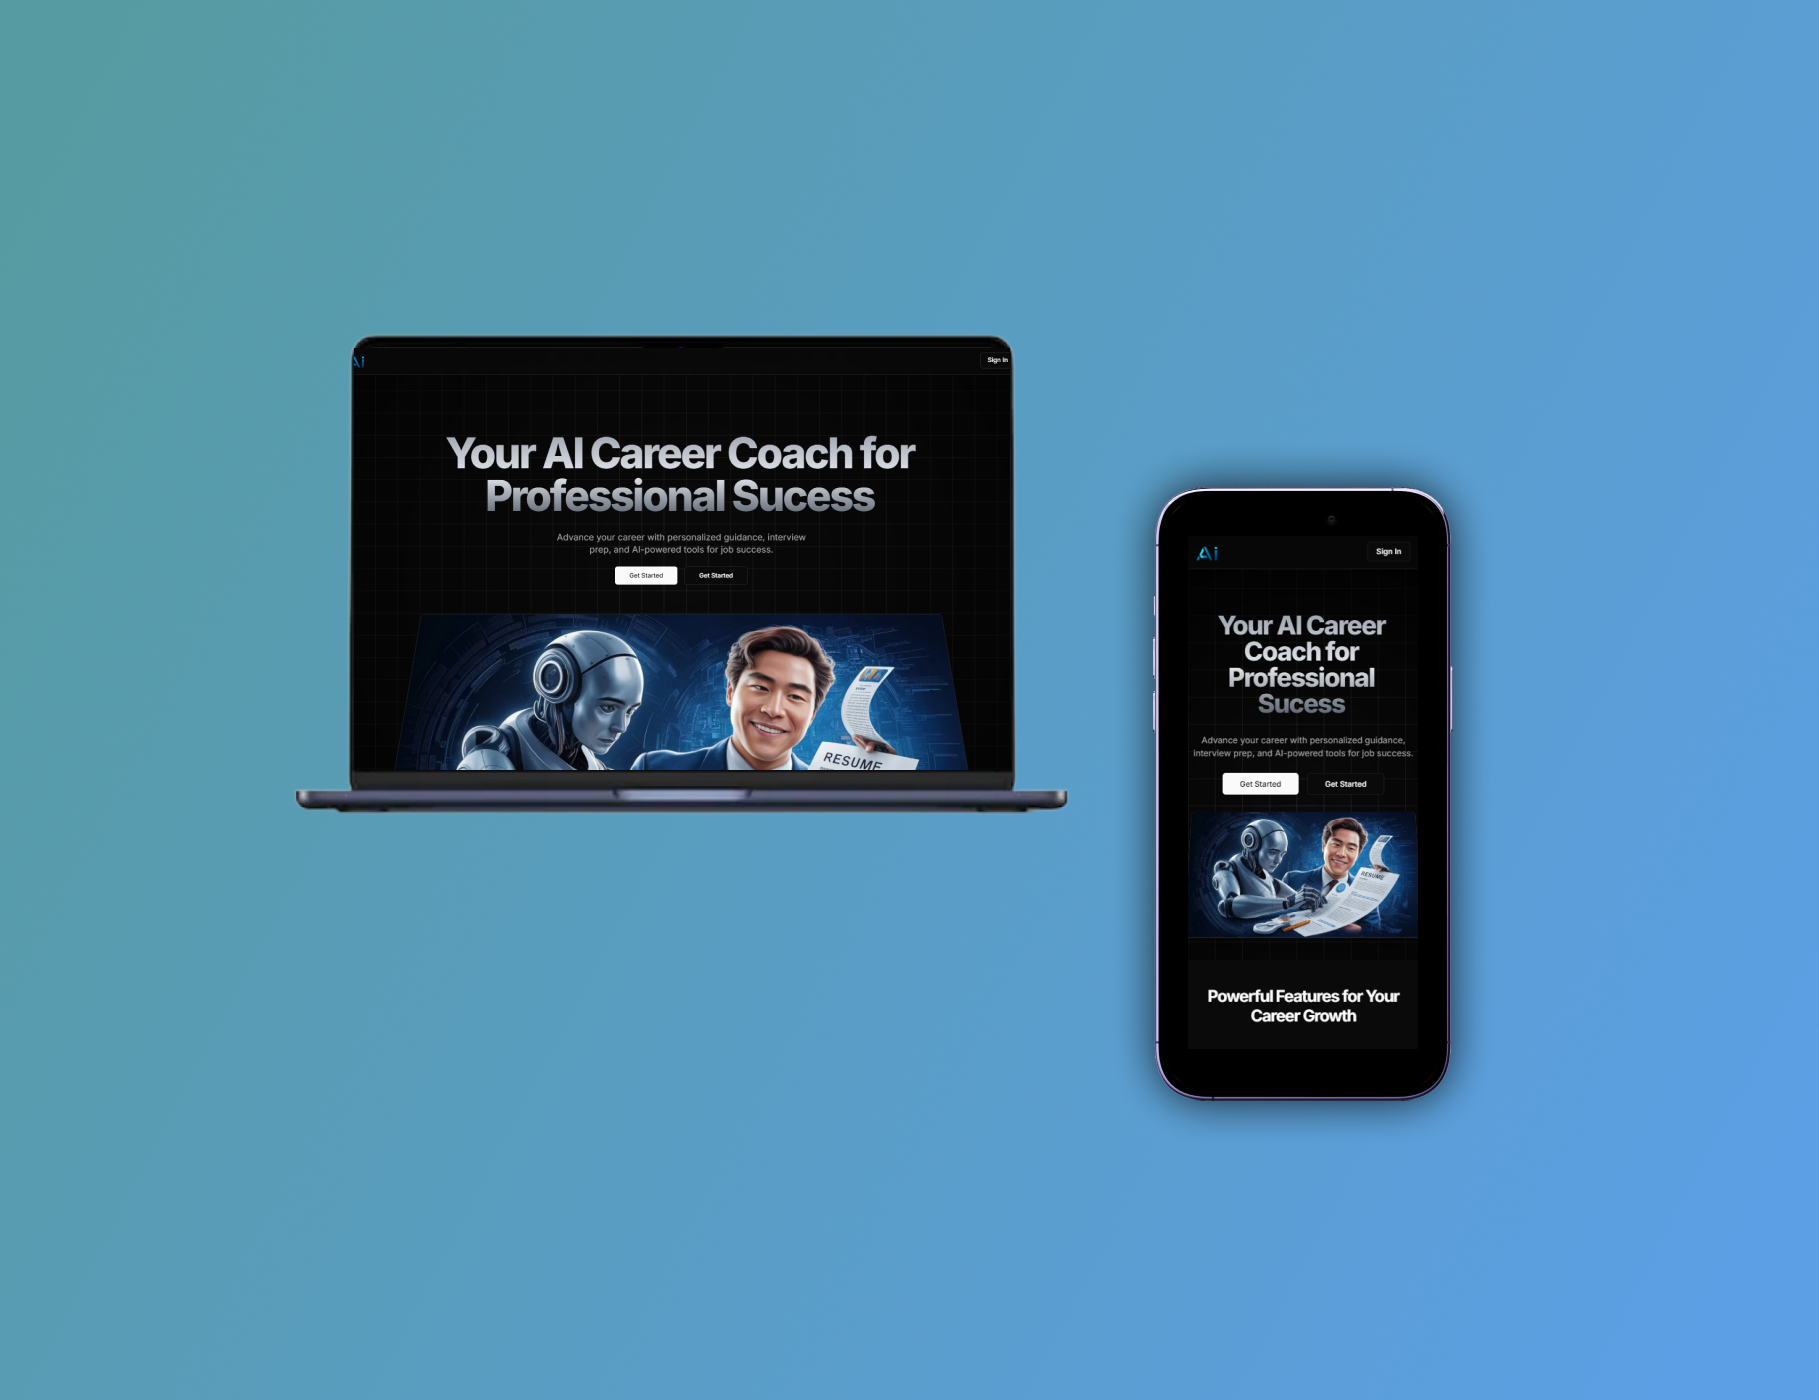 Ai
Sign In
Your AI Career Coach for
Professional Sucess
Advance your career with personalized guidance, interview
prep, and AI-powered tools for job success.
Get Started
Get Started
RESUME
Ai
Sign In
Your AI Career
Coach for
Professional
Sucess
Advance your career with personalized guidance,
interview prep, and AI-powered tools for job success.
Get Started
Get Started
RESUME
Powerful Features for Your
Career Growth